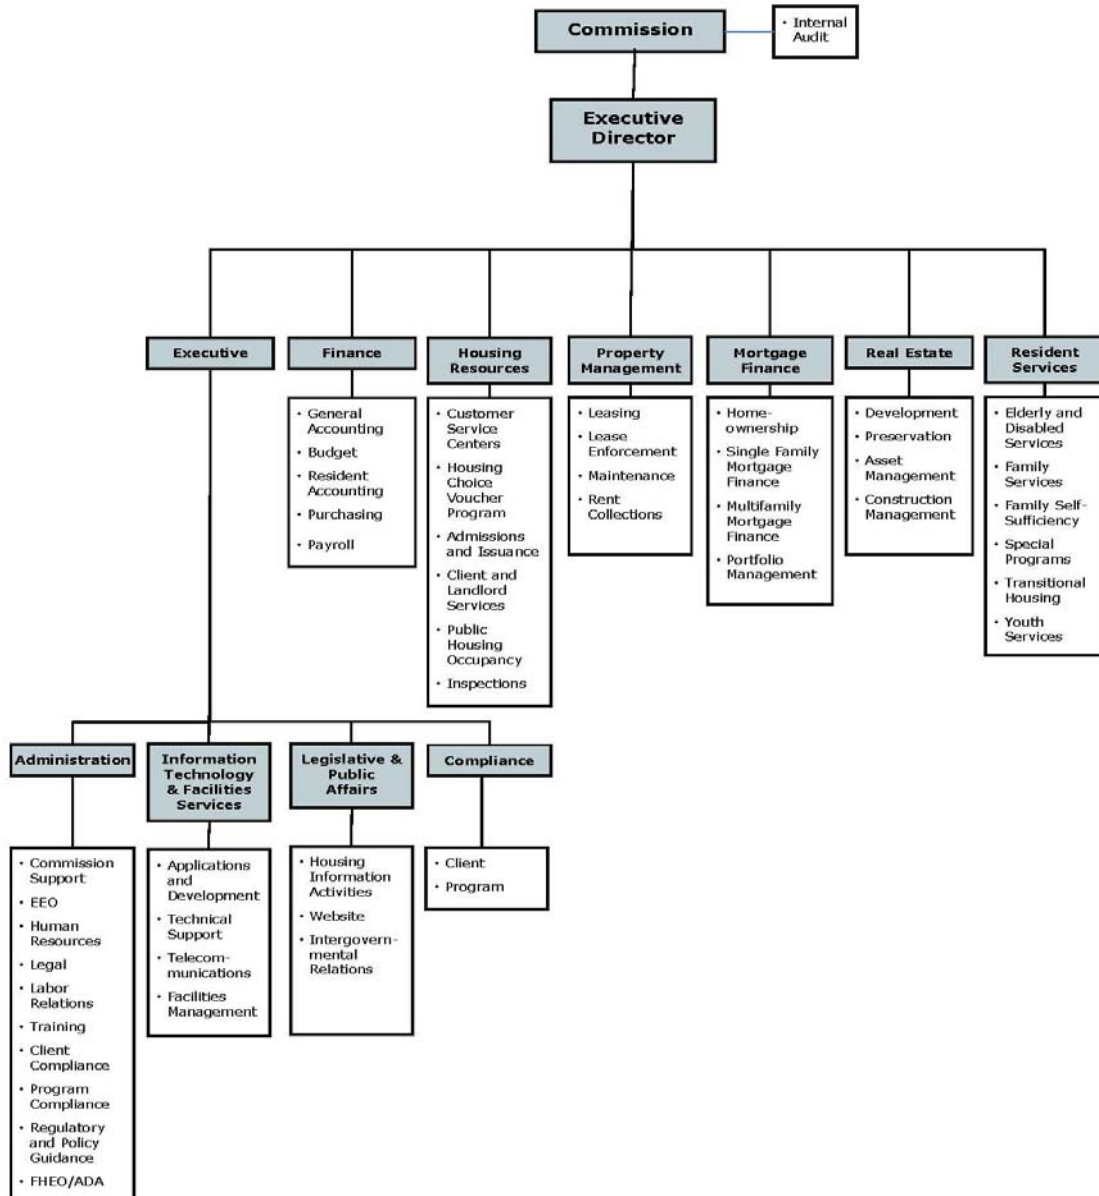 Commission
• Internal
Audit
Executive
Director
Executive
Finance
Housing
Resources
Property
Management
Mortgage
Finance
Real Estate
Resident
Services
• General
Accounting
• Budget
• Resident
Accounting
• Purchasing
• Payroll
• Customer
Service
Centers
• Housing
Choice
Voucher
Program
• Admissions
and Issuance
• Client and
Landlord
Services
• Public
Housing
Occupancy
• Inspections
• Leasing
• Lease
Enforcement
• Maintenance
• Rent
Collections
• Home-
ownership
• Single Family
Mortgage
Finance
• Multifamily
Mortgage
Finance
• Portfolio
Management
• Development
• Preservation
• Asset
Management
• Construction
Management
• Elderly and
Disabled
Services
• Family
Services
• Family Self-
Sufficiency
• Special
Programs
• Transitional
Housing
• Youth
Services
Administration
Information
Technology
& Facilities
Services
Legislative &
Public
Affairs
Compliance
• Commission
Support
• EEO
• Human
Resources
• Legal
• Labor
Relations
• Training
• Client
Compliance
• Program
Compliance
• Regulatory
and Policy
Guidance
• FHEO/ADA
• Applications
and
Development
• Technical
Support
• Telecom-
munications
• Facilities
Management
• Housing
Information
Activities
• Website
• Intergovern-
mental
Relations
• Client
• Program